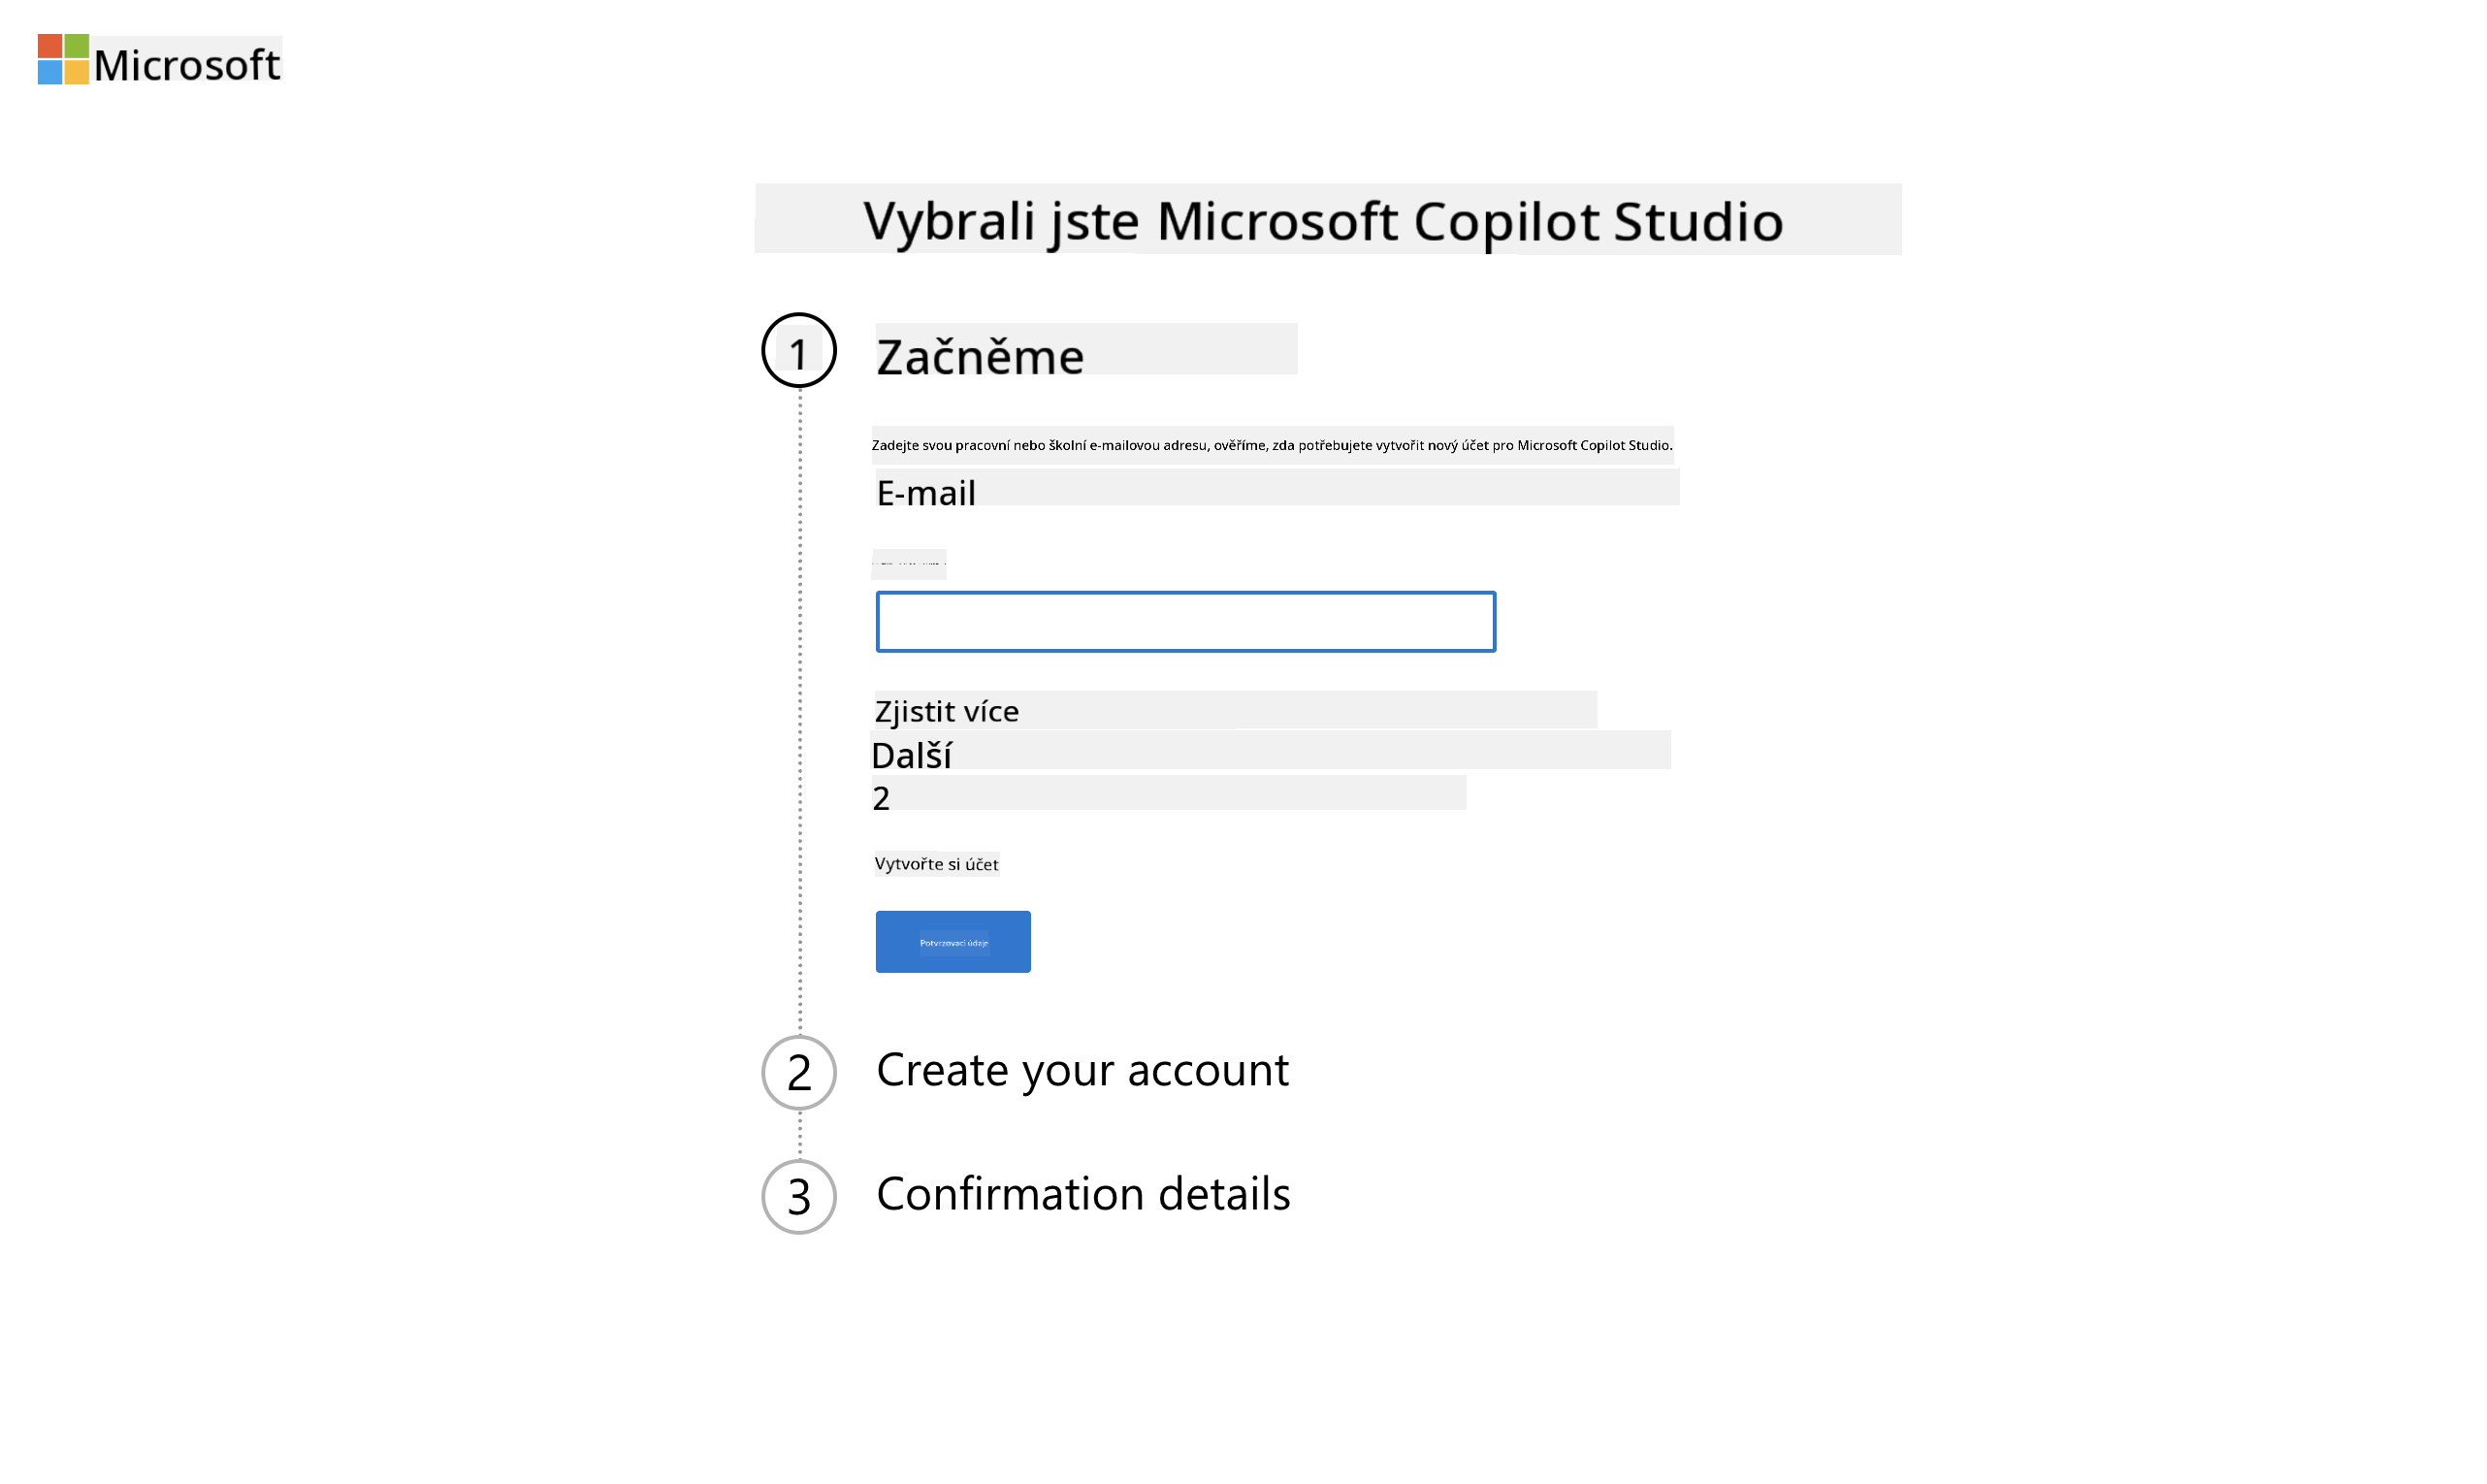 Microsoft
Vybrali jste Microsoft Copilot Studio
1
Začněme
Zadejte svou pracovní nebo školní e-mailovou adresu, ověříme, zda potřebujete vytvořit nový účet pro Microsoft Copilot Studio.
E-mail
Zjistit více
Další
2
Vytvořte si účet
Potvrzovací údaje
2
Create your account
3
Confirmation details